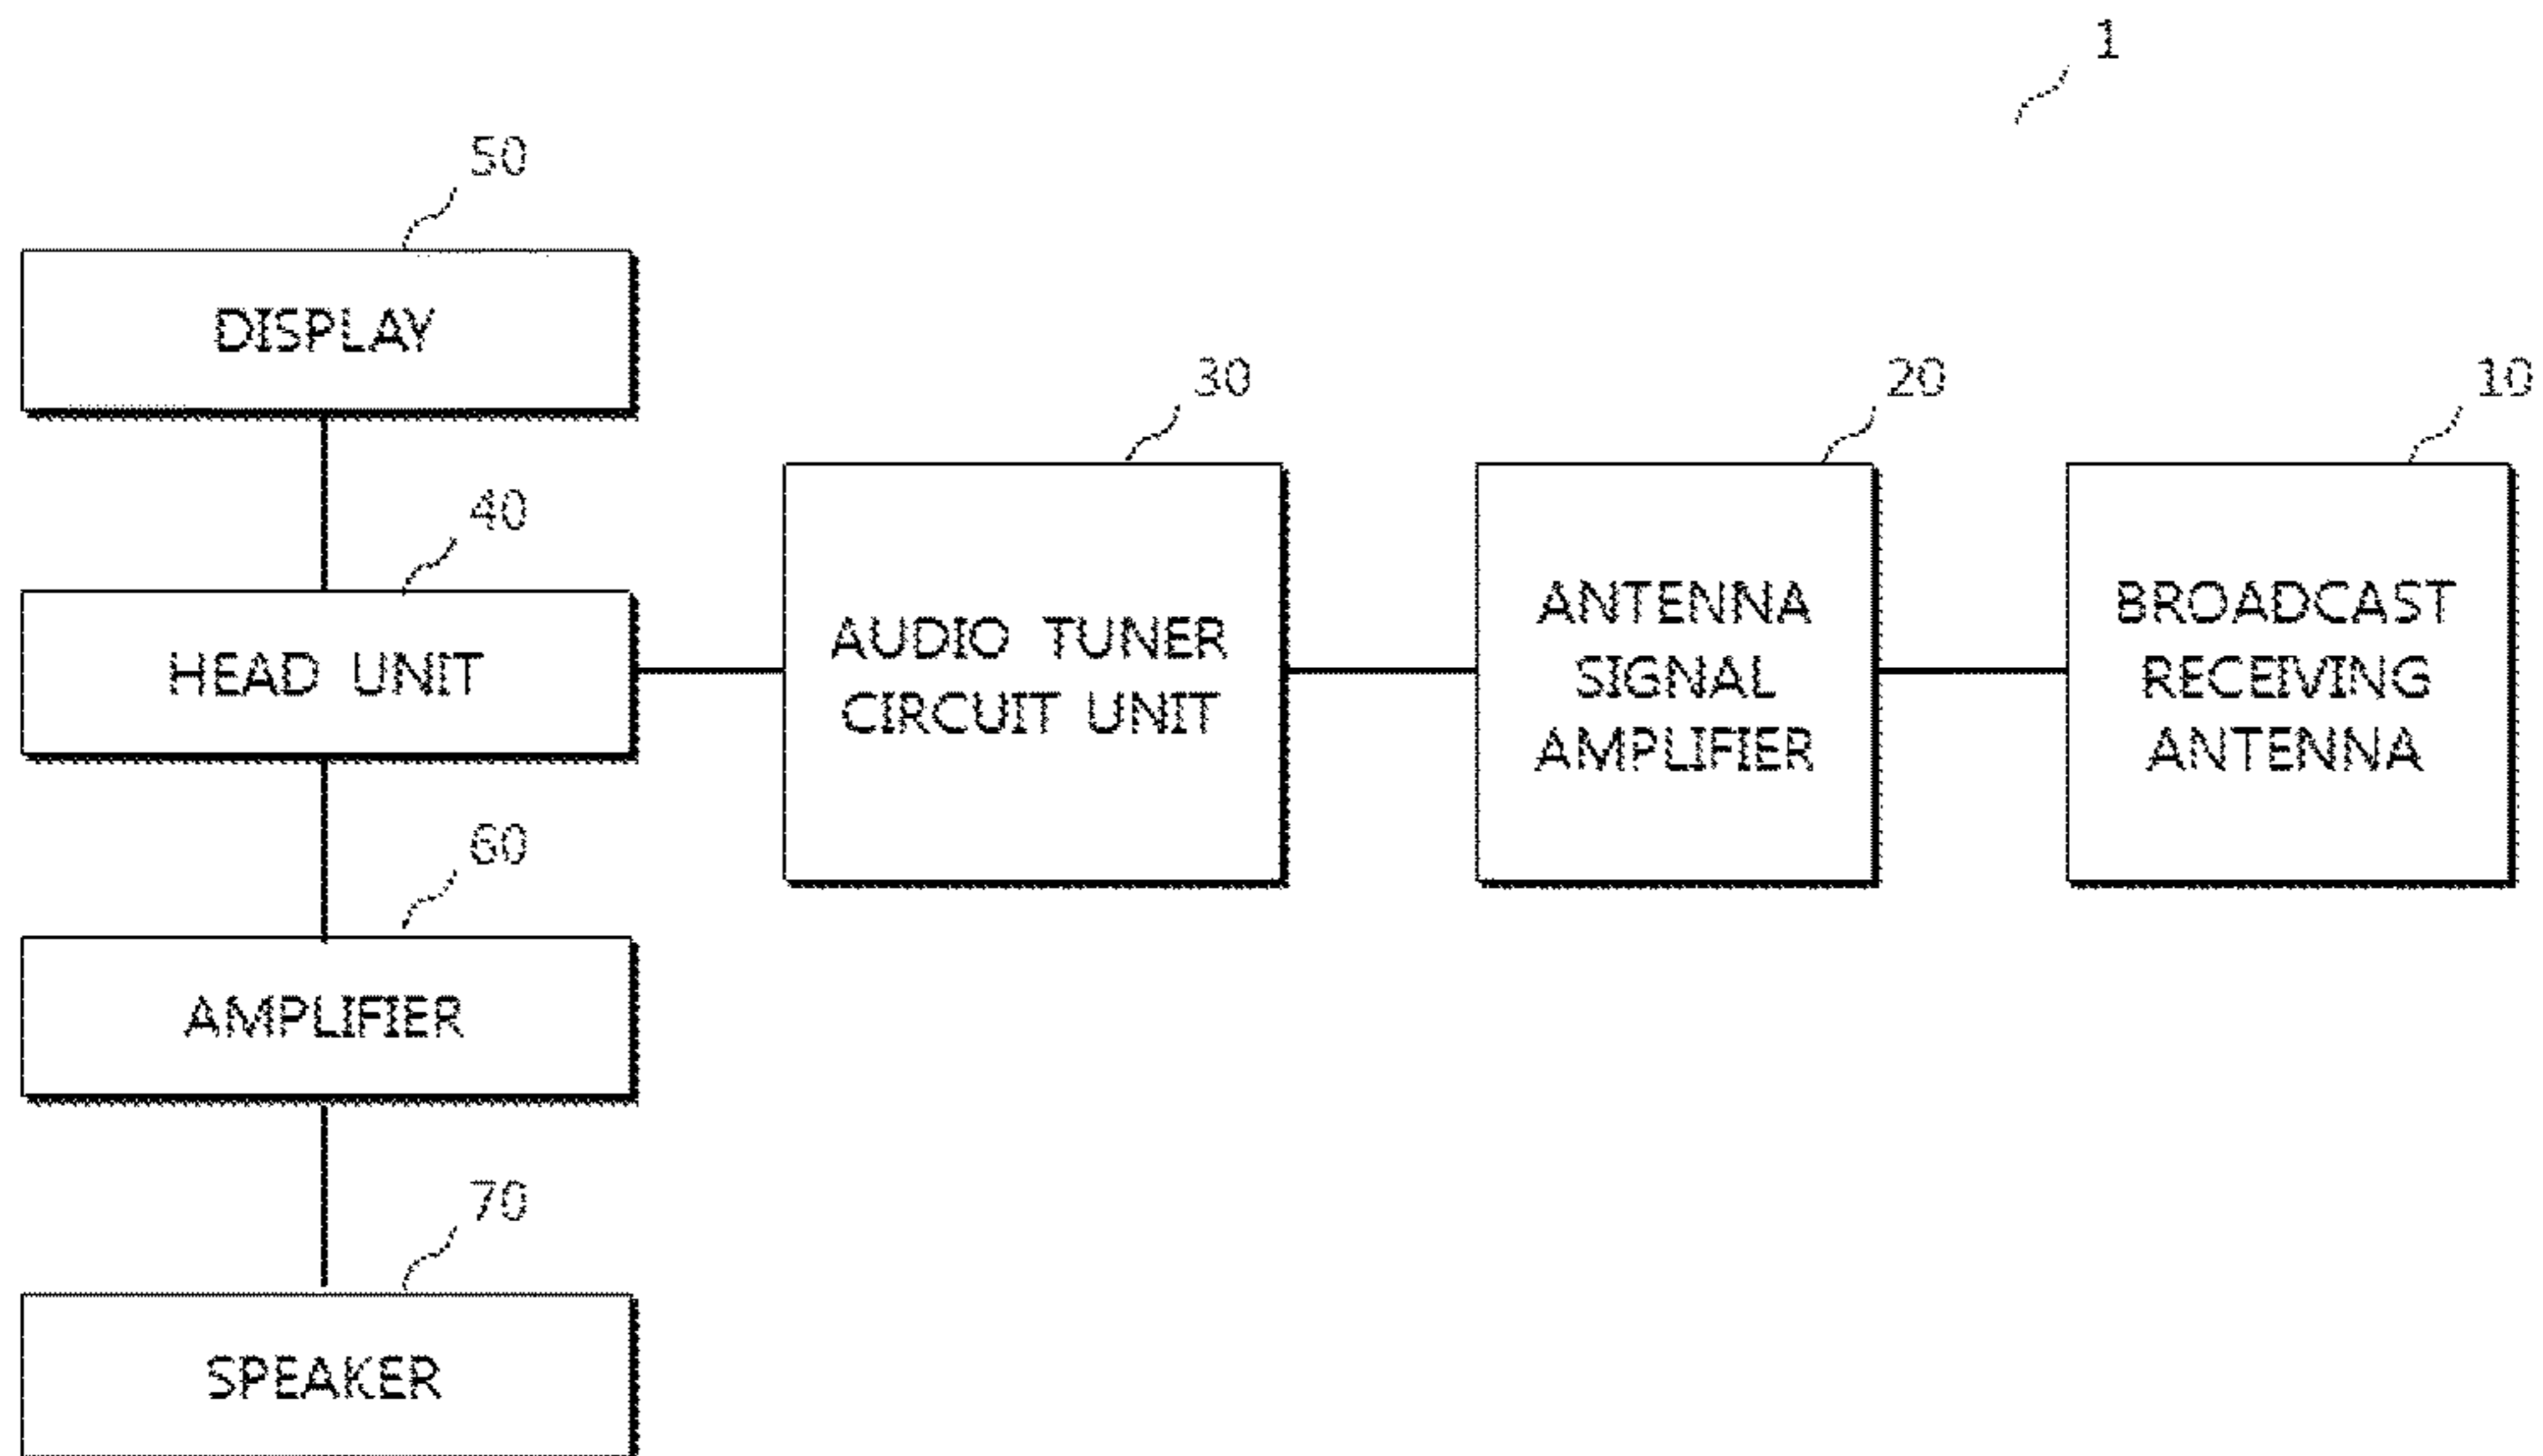 1
50
DISPLAY
30
20
10
40
HEAD UNIT
AUDIO TUNER
CIRCUIT UNIT
ANTENNA
SIGNAL
AMPLIFIER
BROADCAST
RECEIVING
ANTENNA
60
AMPLIFIER
70
SPEAKER